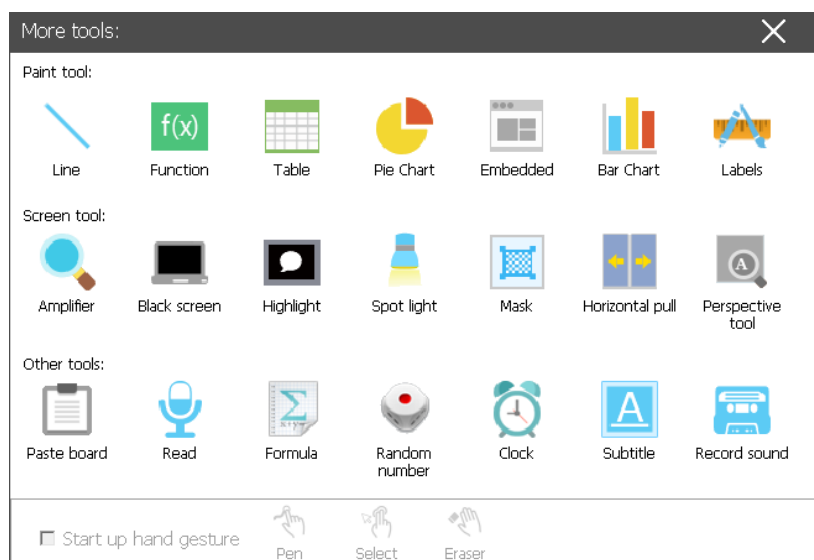 More tools:
Paint tool:
f(x)
Line Function Table Pie Chart Embedded Bar Chart Labels
Screen tool:
A
Amplifier Black screen Highlight Spot light Mask Horizontal pull Perspective tool
Other tools:
Σ A
Paste board Read Formula Random number Clock Subtitle Record sound
Start up hand gesture
Pen Select Eraser